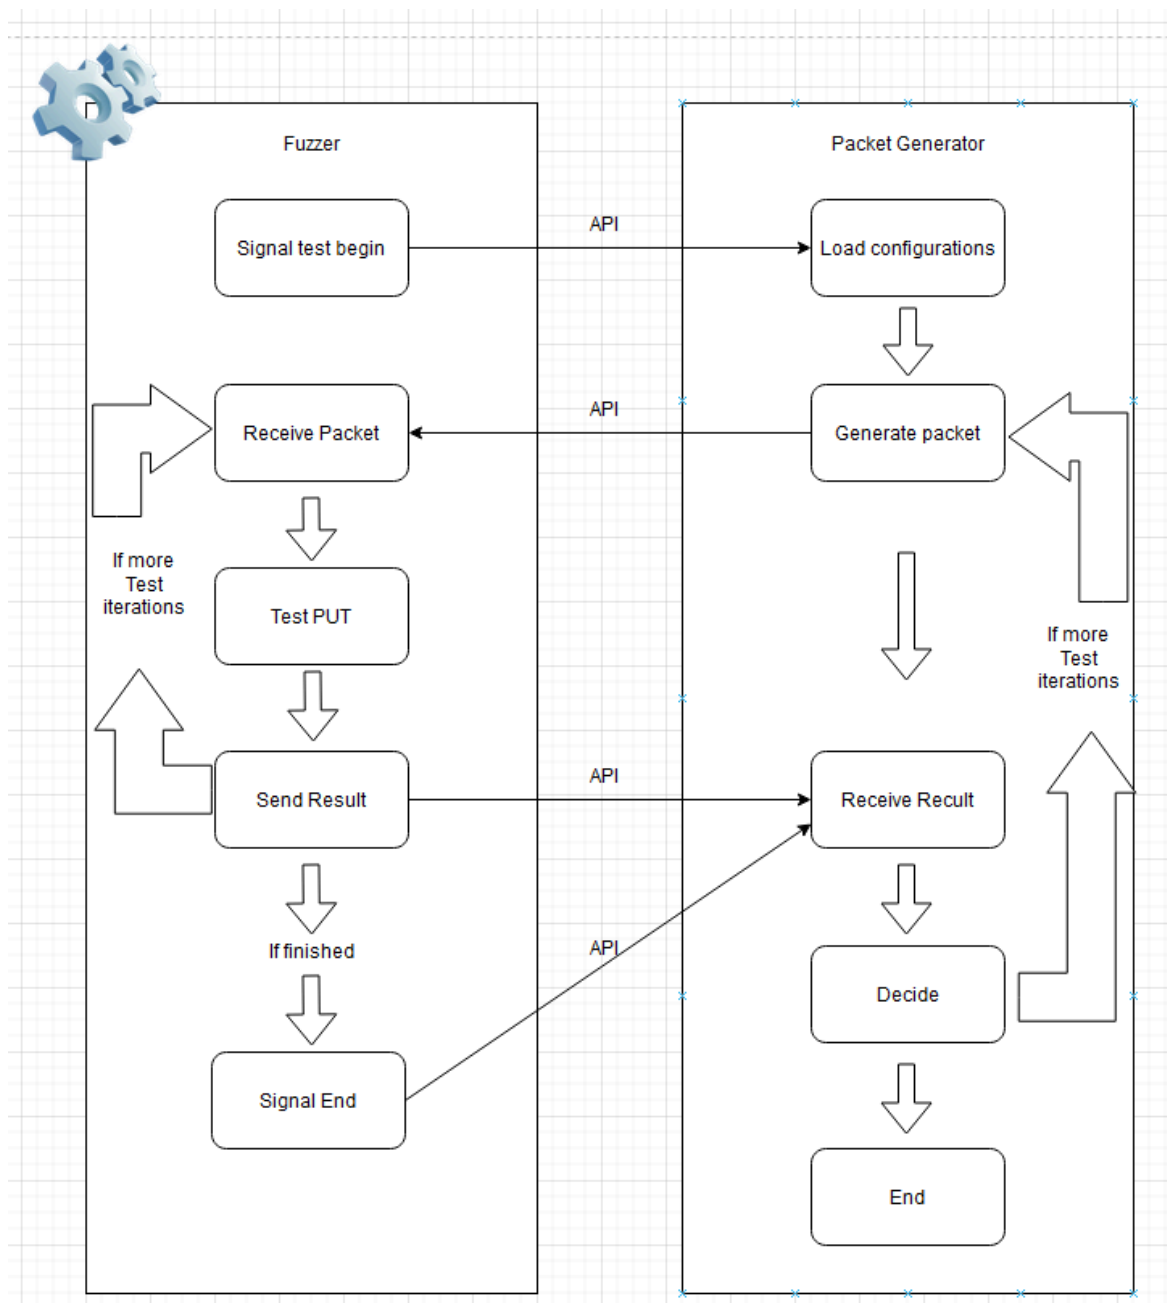 Fuzzer
Packet Generator
Signal test begin
API
Load configurations
Receive Packet
API
Generate packet
If more
Test
iterations
Test PUT
If more
Test
iterations
Send Result
API
Receive Recult
If finished
API
Decide
Signal End
End